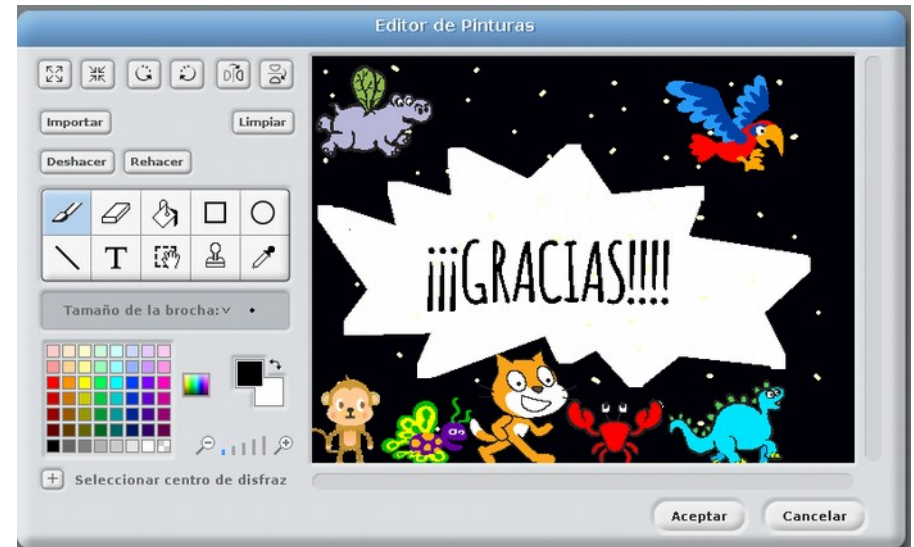 Editor de Pinturas
Importar
Limpiar
Deshacer
Rehacer
T
Tamaño de la brocha:
Seleccionar centro de disfraz
¡¡¡GRACIAS!!!!
Aceptar
Cancelar